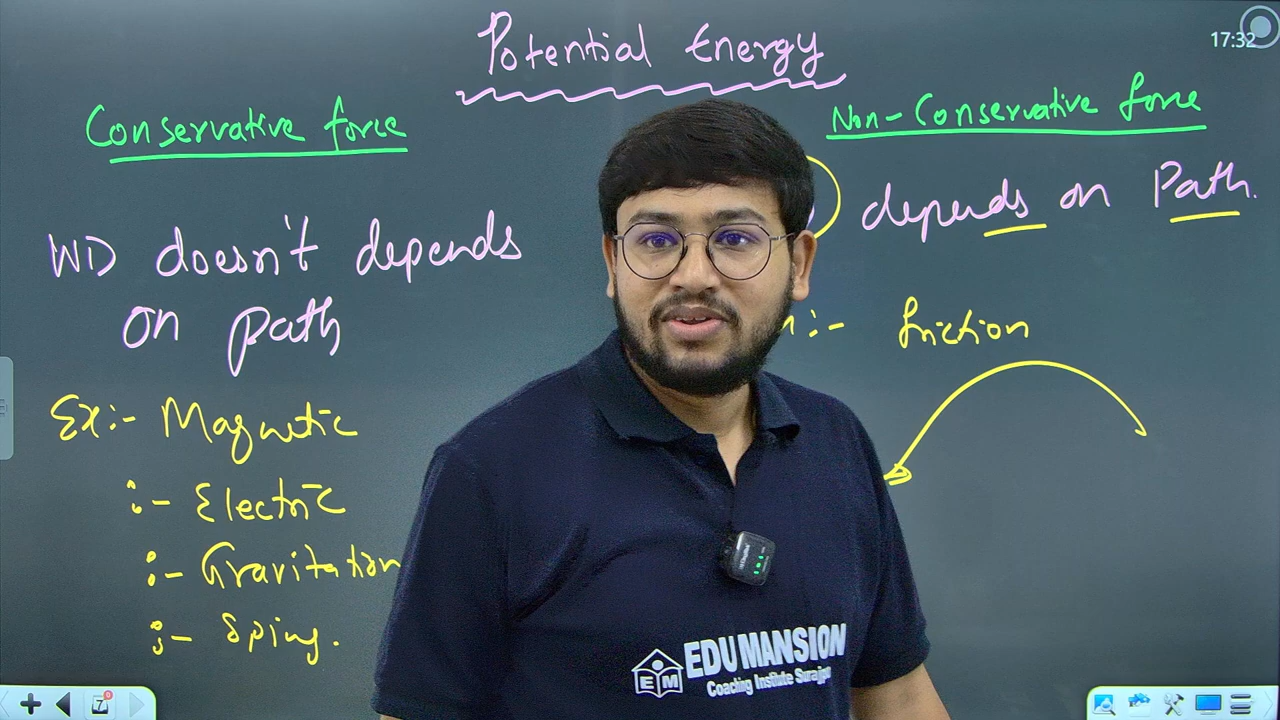 Potential Energy
17:32
Conservative force
Non-Conservative force
WD doesn't depends
on path
depends on Path.
Ex:- Magnetic
:- Electric
:- Gravitation
:- Sping.
:- friction
EDU MANSION
EM
Coaching Institute Surajpur